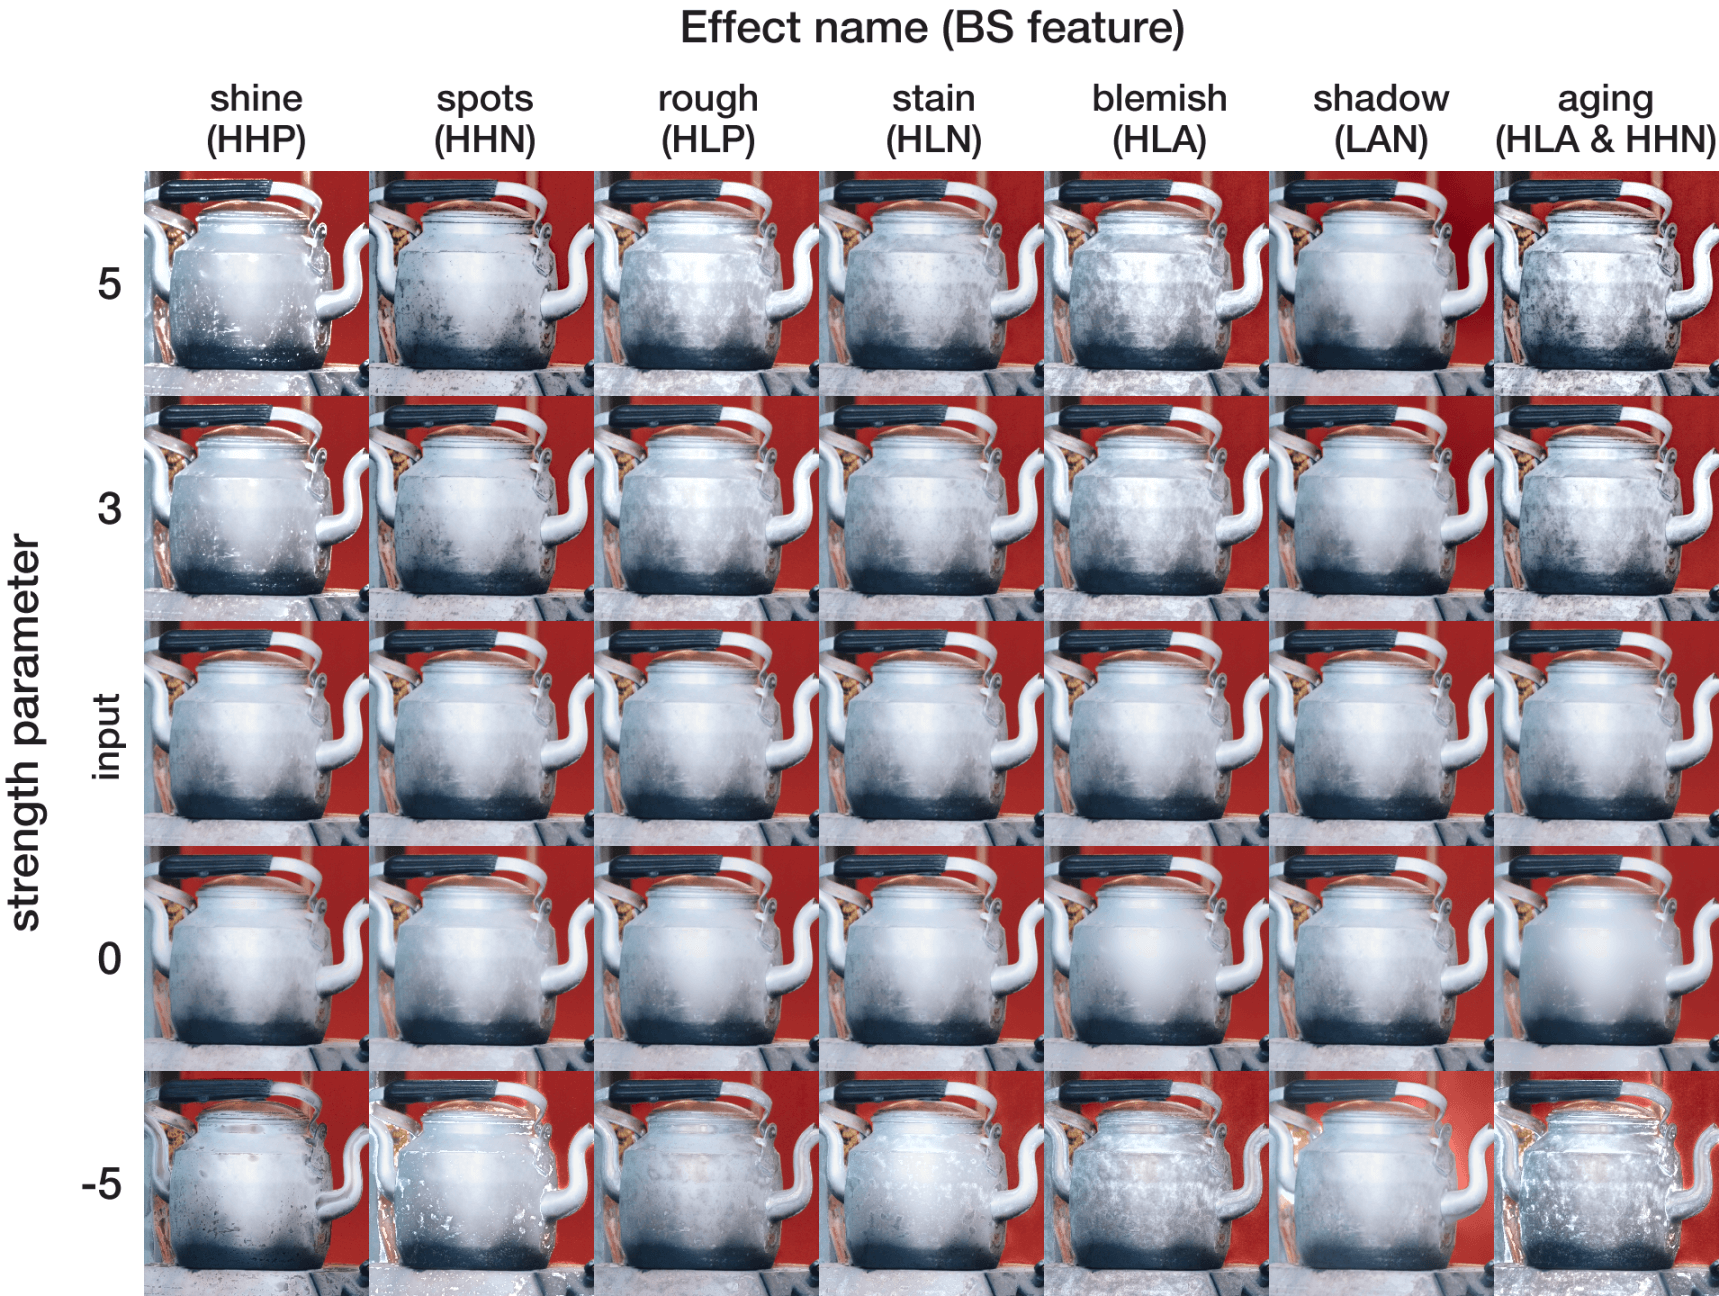 Effect name (BS feature)
shine
(HHP)
spots
(HHN)
rough
(HLP)
stain
(HLN)
blemish
(HLA)
shadow
(LAN)
aging
(HLA & HHN)
strength parameter
5
3
input
0
-5